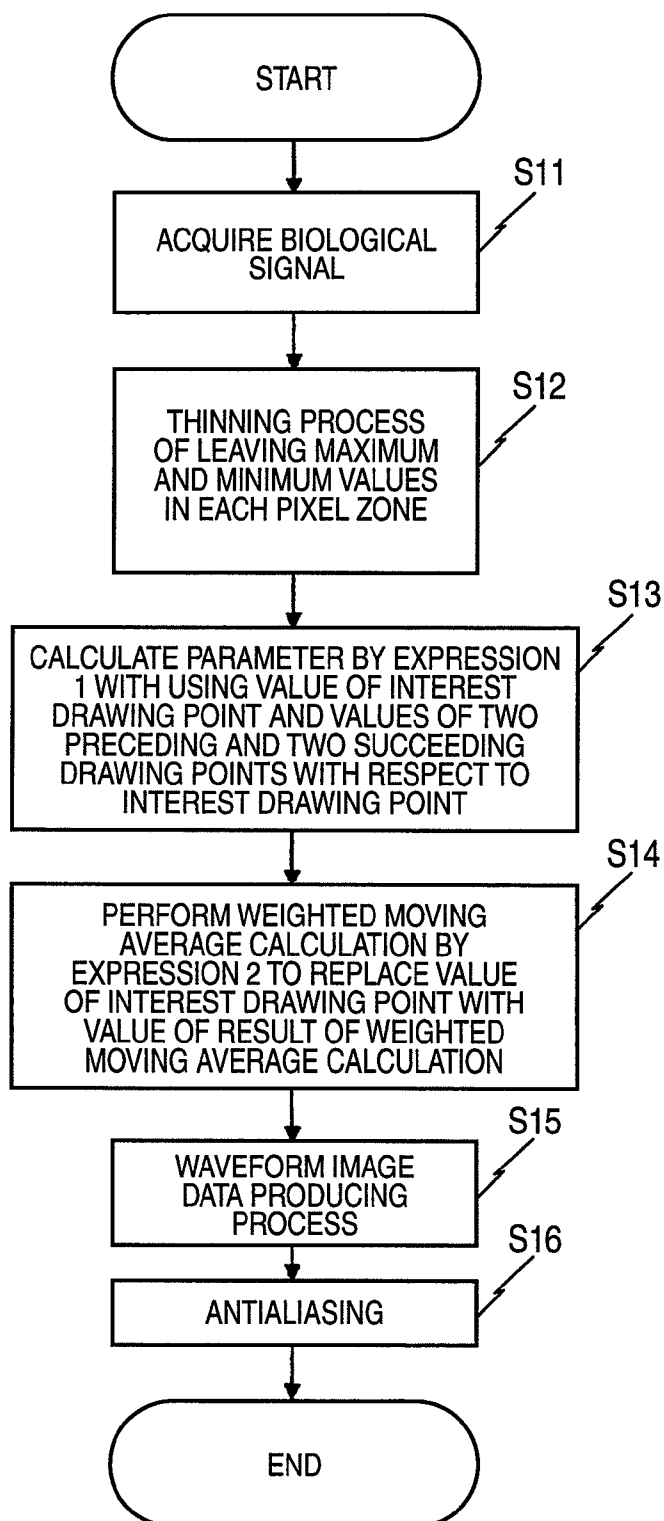 START
S11
ACQUIRE BIOLOGICAL
SIGNAL
S12
THINNING PROCESS
OF LEAVING MAXIMUM
AND MINIMUM VALUES
IN EACH PIXEL ZONE
S13
CALCULATE PARAMETER BY EXPRESSION
1 WITH USING VALUE OF INTEREST
DRAWING POINT AND VALUES OF TWO
PRECEDING AND TWO SUCCEEDING
DRAWING POINTS WITH RESPECT TO
INTEREST DRAWING POINT
S14
PERFORM WEIGHTED MOVING
AVERAGE CALCULATION BY
EXPRESSION 2 TO REPLACE VALUE
OF INTEREST DRAWING POINT WITH
VALUE OF RESULT OF WEIGHTED
MOVING AVERAGE CALCULATION
S15
WAVEFORM IMAGE
DATA PRODUCING
PROCESS
S16
ANTIALIASING
END